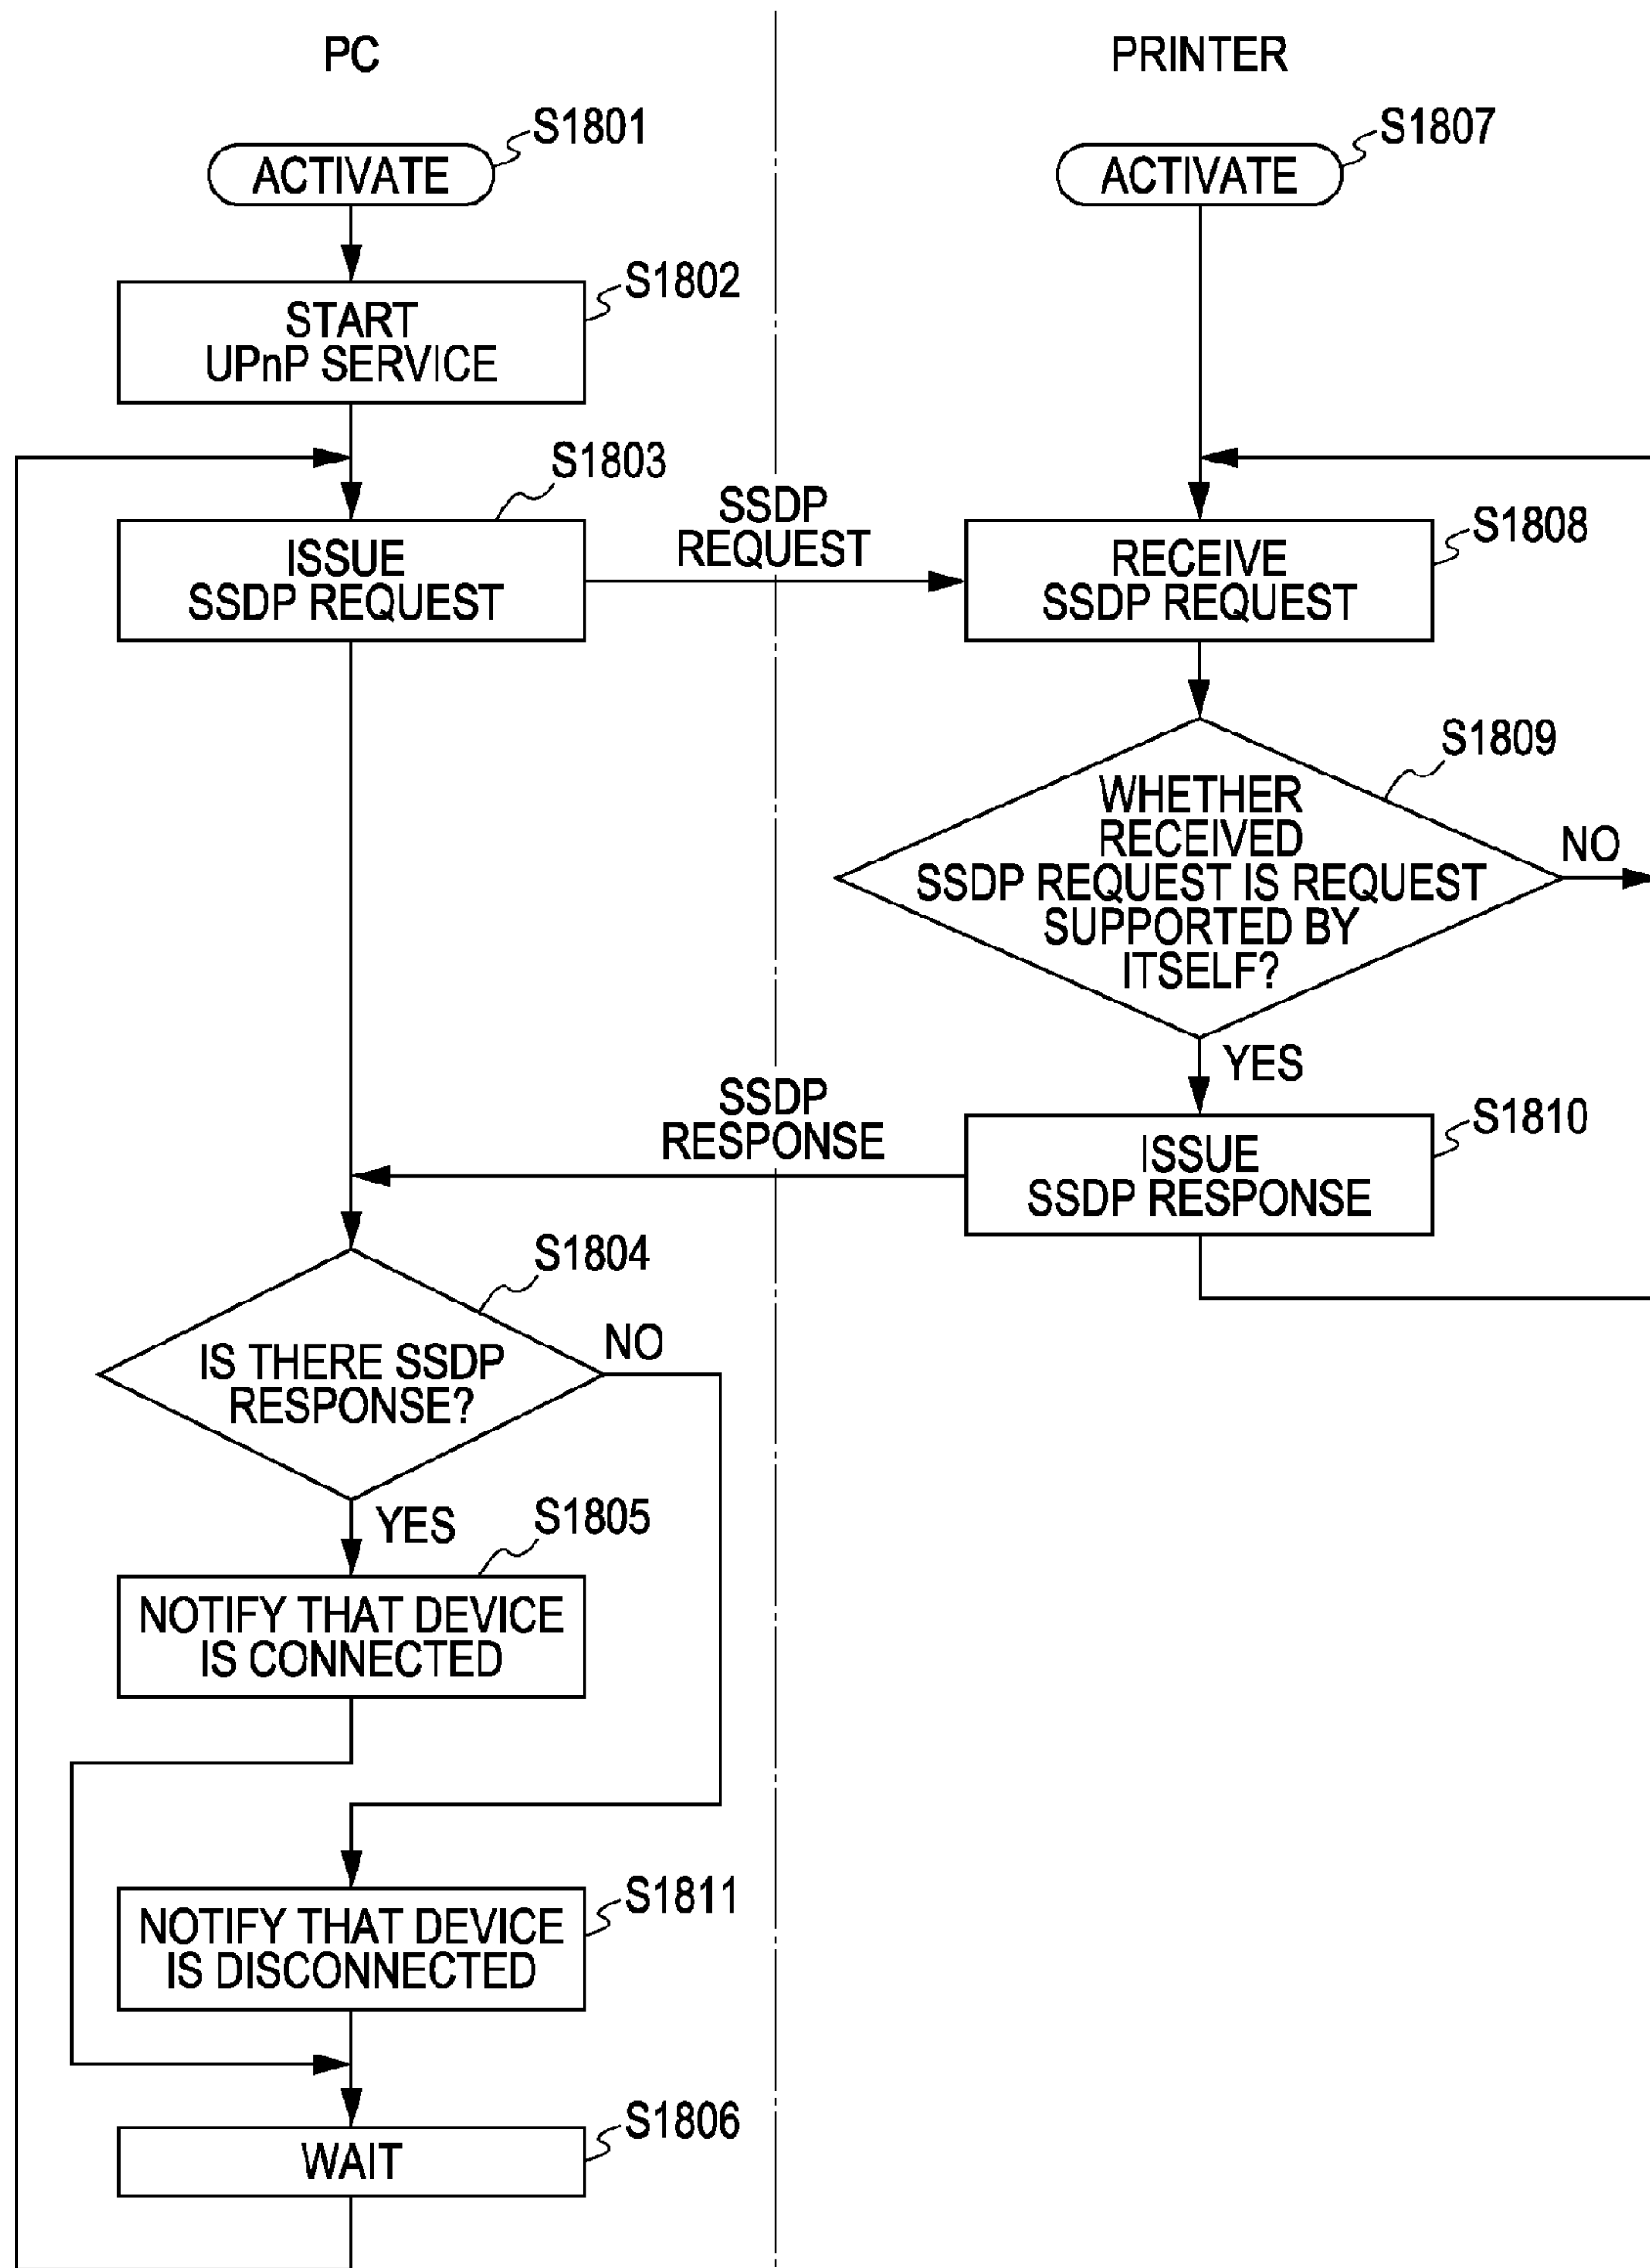 PC
PRINTER
S1801
ACTIVATE
S1807
ACTIVATE
S1802
START
UPnP SERVICE
S1803
ISSUE
SSDP REQUEST
SSDP
REQUEST
S1808
RECEIVE
SSDP REQUEST
S1809
WHETHER
RECEIVED
SSDP REQUEST IS REQUEST
SUPPORTED BY
ITSELF?
NO
YES
SSDP
RESPONSE
S1810
ISSUE
SSDP RESPONSE
S1804
IS THERE SSDP
RESPONSE?
NO
YES
S1805
NOTIFY THAT DEVICE
IS CONNECTED
S1811
NOTIFY THAT DEVICE
IS DISCONNECTED
S1806
WAIT